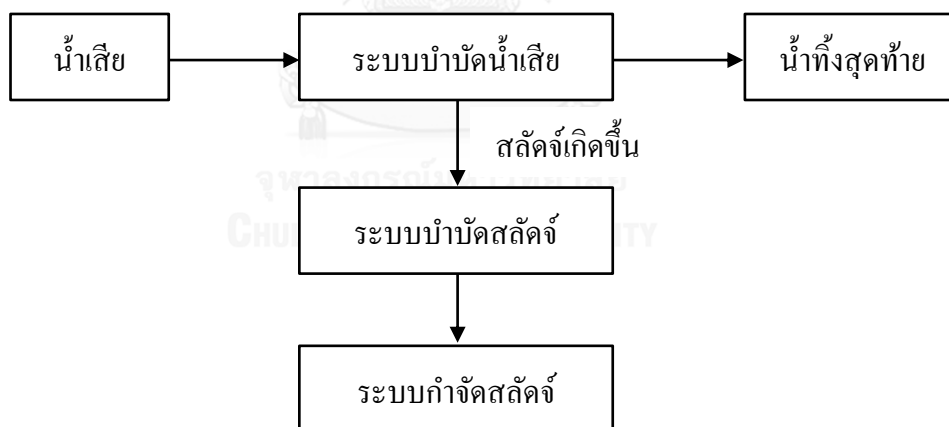 น้ำเสีย
ระบบบำบัดน้ำเสีย
น้ำทิ้งสุดท้าย
สลัดจ์เกิดขึ้น
ระบบบำบัดสลัดจ์
ระบบกำจัดสลัดจ์